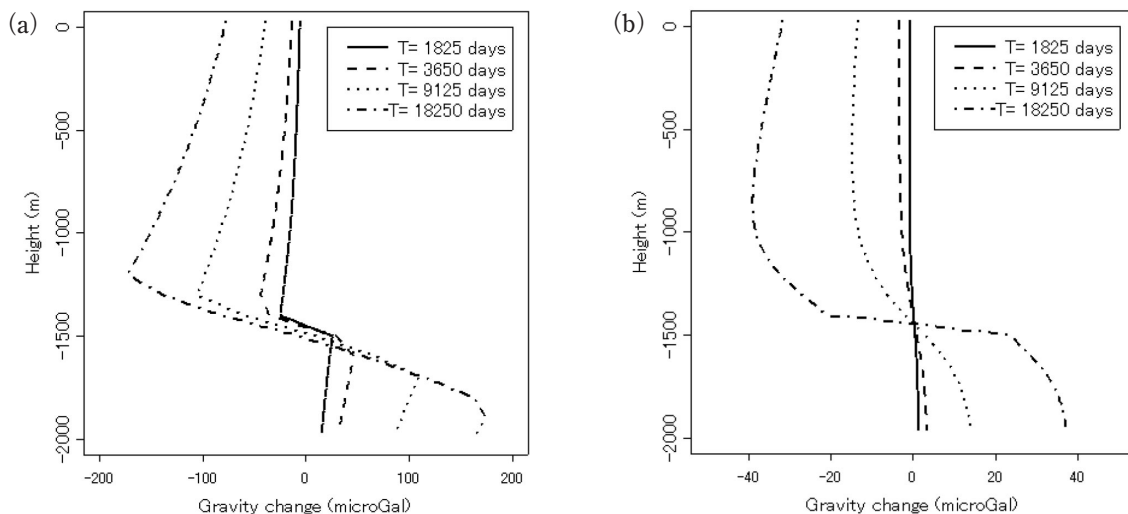 (a)
T= 1825 days
T= 3650 days
T= 9125 days
T= 18250 days
Height (m)
0
-500
-1000
-1500
-2000
-200
-100
0
100
200
Gravity change (microGal)
(b)
T= 1825 days
T= 3650 days
T= 9125 days
T= 18250 days
Height (m)
0
-500
-1000
-1500
-2000
-40
-20
0
20
40
Gravity change (microGal)